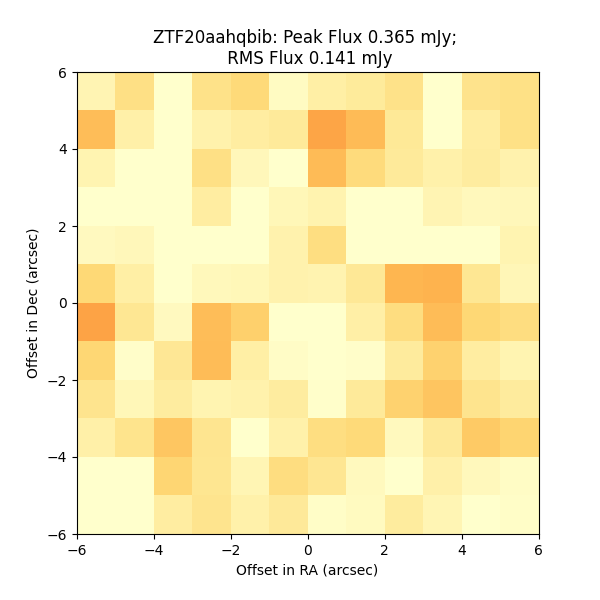 ZTF20aahqbib: Peak Flux 0.365 mJy;
RMS Flux 0.141 mJy
6
4
2
0
−2
−4
−6
Offset in Dec (arcsec)
−6 −4 −2 0 2 4 6
Offset in RA (arcsec)